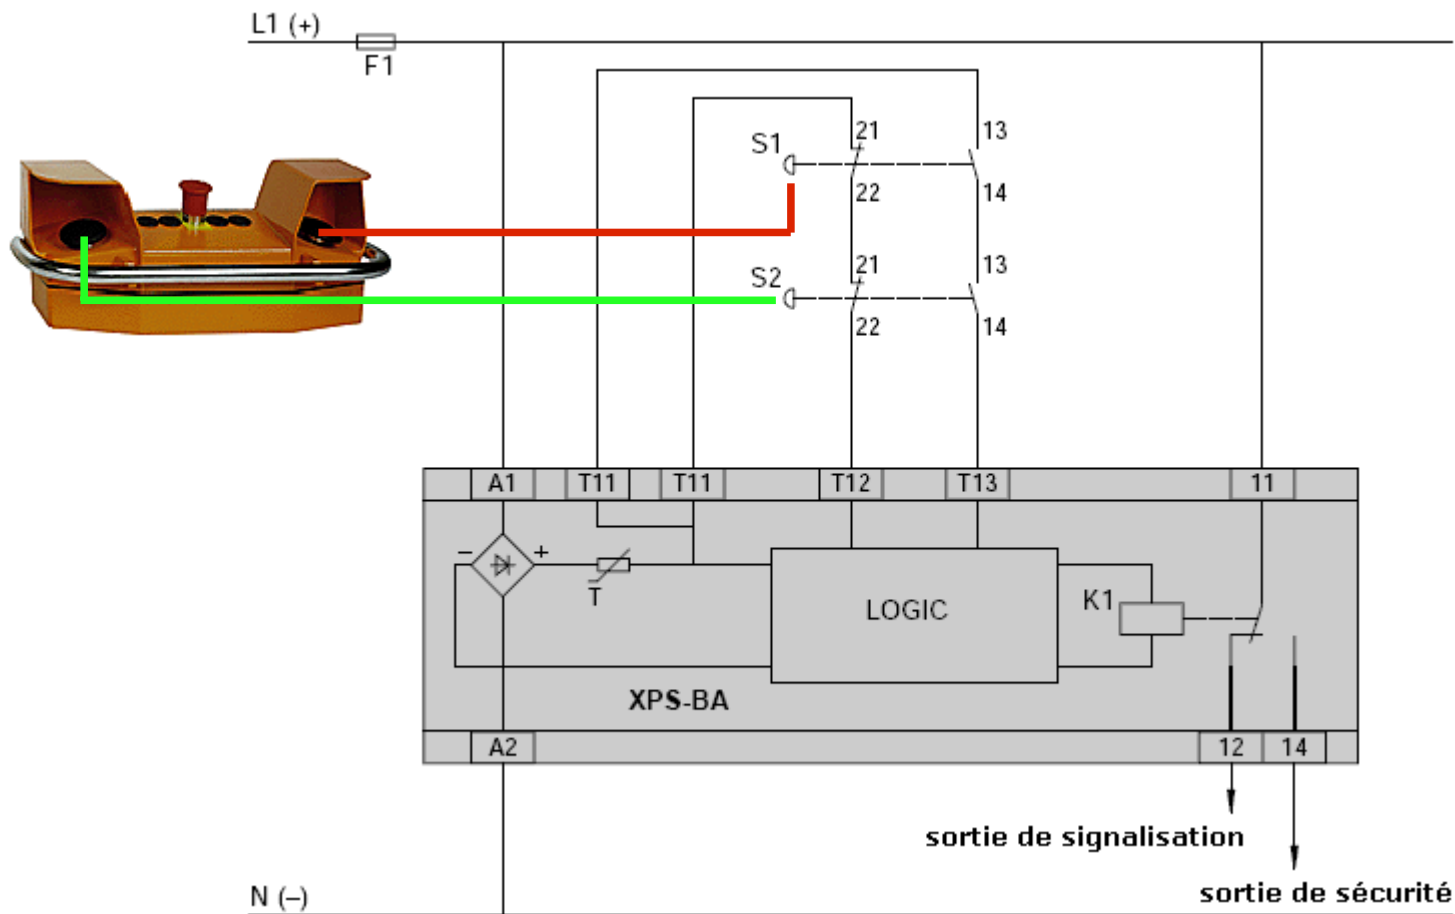 L1 (+)
F1
S1
21
13
22
14
S2
21
13
22
14
A1
T11
T11
T12
T13
11
–
+
T
LOGIC
K1
XPS-BA
A2
12
14
sortie de signalisation
sortie de sécurité
N (–)